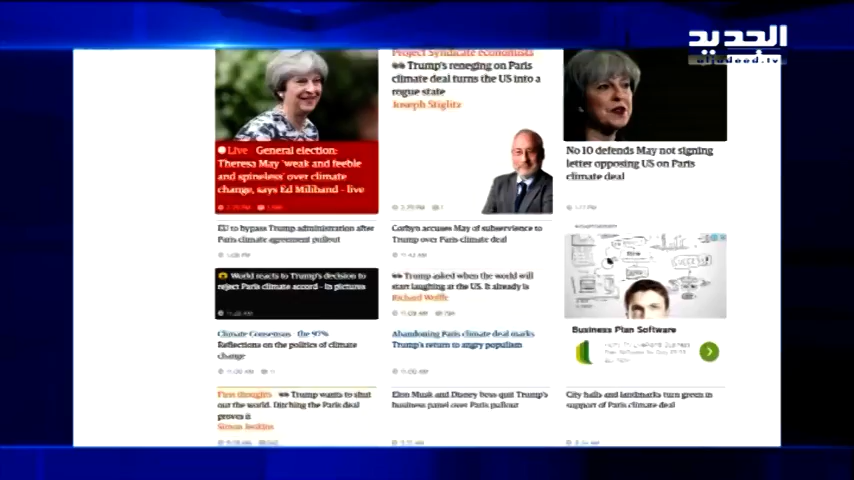 الجديد
aljadeed.tv
Project Syndicate economists
Trump's reneging on Paris
climate deal turns the US into a
rogue state
Joseph Stiglitz
Live General election:
Theresa May 'weak and feeble
and spineless' over climate
change, says Ed Miliband – live
No 10 defends May not signing
letter opposing US on Paris
climate deal
EU to bypass Trump administration after
Paris climate agreement pullout
Corbyn accuses May of subservience to
Trump over Paris climate deal
World reacts to Trump's decision to
reject Paris climate accord – in pictures
Trump asked when the world will
start laughing at the US. It already is
Richard Wolffe
SUCCESS
Business Plan Software
Climate Consensus – the 97%
Reflections on the politics of climate
change
Abandoning Paris climate deal marks
Trump's return to angry populism
First thoughts Trump wants to shut
out the world. Ditching the Paris deal
proves it
Simon Jenkins
Elon Musk and Disney boss quit Trump's
business panel over Paris pullout
City halls and landmarks turn green in
support of Paris climate deal